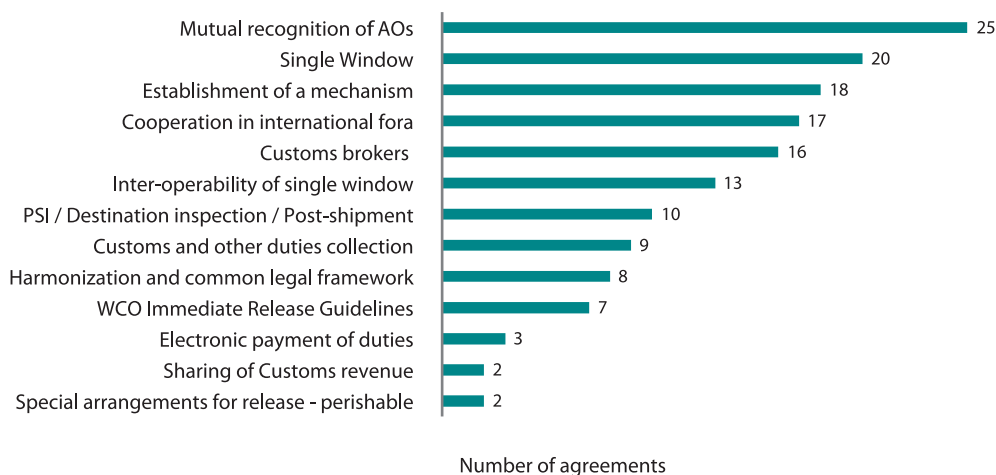 Mutual recognition of AOs 25
Single Window 20
Establishment of a mechanism 18
Cooperation in international fora 17
Customs brokers 16
Inter-operability of single window 13
PSI / Destination inspection / Post-shipment 10
Customs and other duties collection 9
Harmonization and common legal framework 8
WCO Immediate Release Guidelines 7
Electronic payment of duties 3
Sharing of Customs revenue 2
Special arrangements for release - perishable 2
Number of agreements